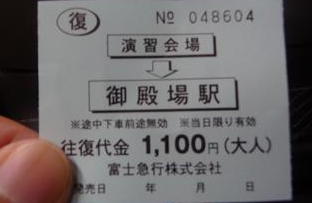 復 № 048604
演習会場
御殿場駅
※途中下車前途無効 ※当日限り有効
往復代金 1,100円(大人)
富士急行株式会社
発売日 年 月 日